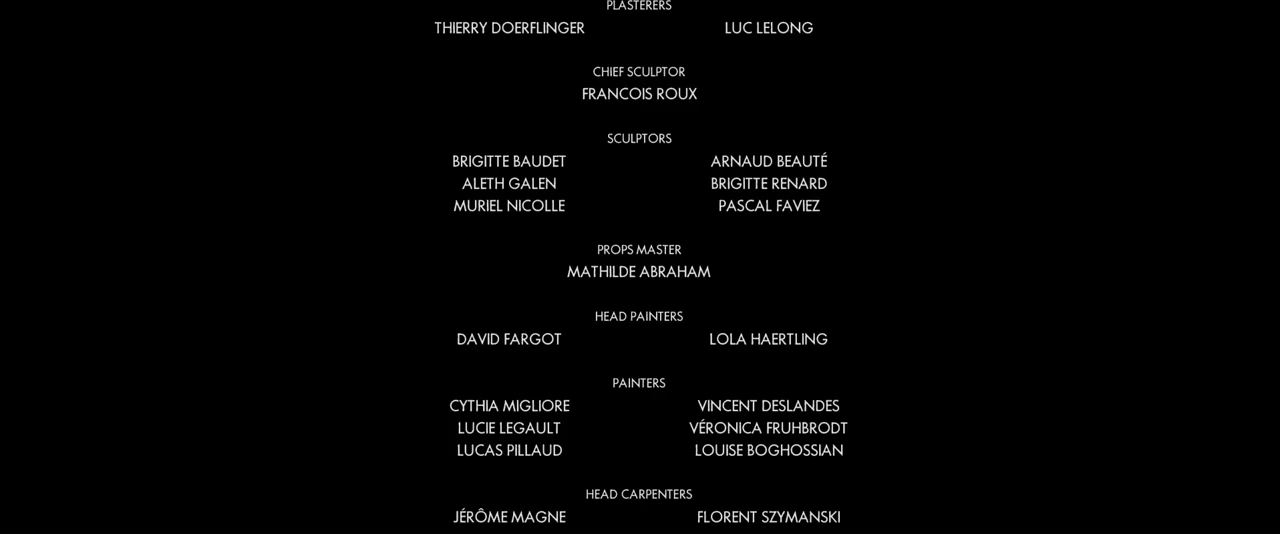 PLASTERERS
THIERRY DOERFLINGER LUC LELONG
CHIEF SCULPTOR
FRANCOIS ROUX
SCULPTORS
BRIGITTE BAUDET ARNAUD BEAUTÉ
ALETH GALEN BRIGITTE RENARD
MURIEL NICOLLE PASCAL FAVIEZ
PROPS MASTER
MATHILDE ABRAHAM
HEAD PAINTERS
DAVID FARGOT LOLA HAERTLING
PAINTERS
CYTHIA MIGLIORE VINCENT DESLANDES
LUCIE LEGAULT VÉRONICA FRUHBRODT
LUCAS PILLAUD LOUISE BOGHOSSIAN
HEAD CARPENTERS
JÉRÔME MAGNE FLORENT SZYMANSKI